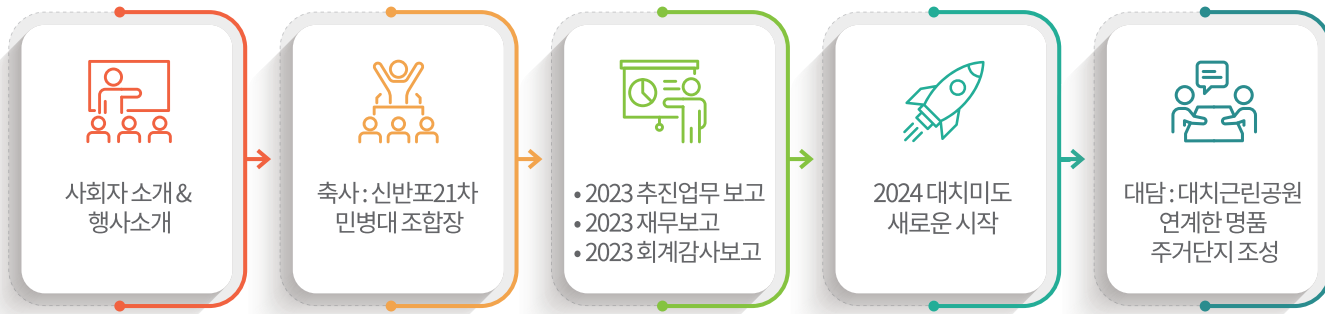 사회자 소개 &
행사소개
축사 : 신반포21차
민병대 조합장
• 2023 추진업무 보고
• 2023 재무보고
• 2023 회계감사보고
2024 대치미도
새로운 시작
대담 : 대치근린공원
연계한 명품
주거단지 조성